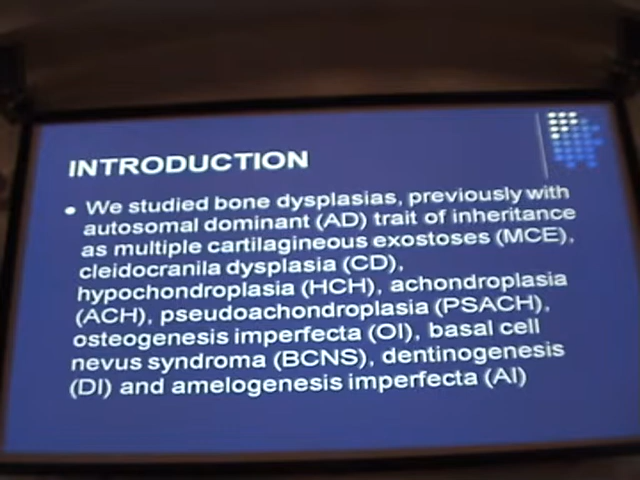 INTRODUCTION
• We studied bone dysplasias, previously with
autosomal dominant (AD) trait of inheritance
as multiple cartilagineous exostoses (MCE),
cleidocranila dysplasia (CD),
hypochondroplasia (HCH), achondroplasia
(ACH), pseudoachondroplasia (PSACH),
osteogenesis imperfecta (OI), basal cell
nevus syndroma (BCNS), dentinogenesis
(DI) and amelogenesis imperfecta (AI)